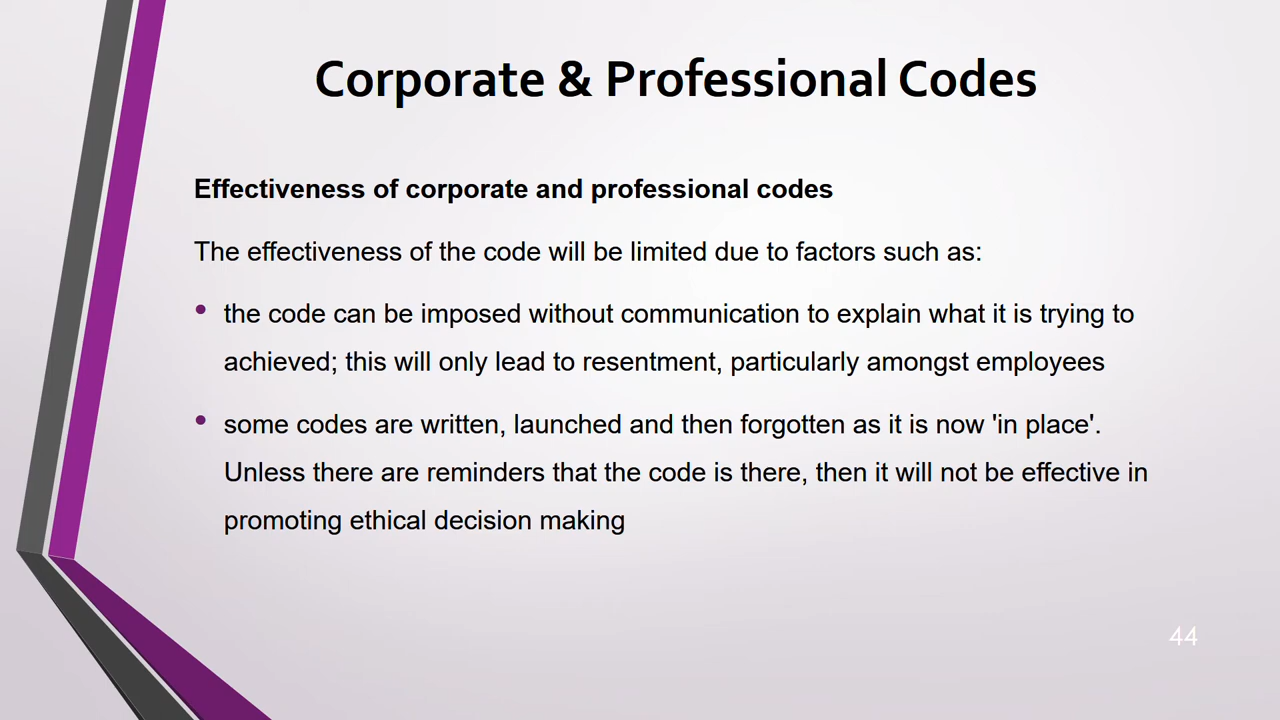 Corporate & Professional Codes
Effectiveness of corporate and professional codes
The effectiveness of the code will be limited due to factors such as:
• the code can be imposed without communication to explain what it is trying to
achieved; this will only lead to resentment, particularly amongst employees
• some codes are written, launched and then forgotten as it is now 'in place'.
Unless there are reminders that the code is there, then it will not be effective in
promoting ethical decision making
44